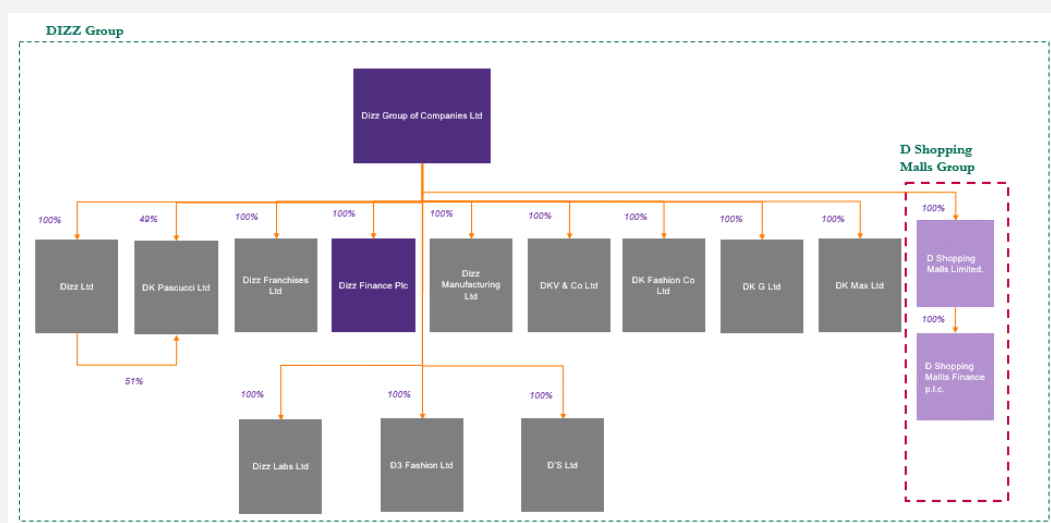 DIZZ Group
Dizz Group of Companies Ltd
D Shopping
Malls Group
100%
49%
100%
100%
100%
100%
100%
100%
100%
100%
Dizz Ltd
DK Pascucci Ltd
Dizz Franchises
Ltd
Dizz Finance Plc
Dizz
Manufacturing
Ltd
DKV & Co Ltd
DK Fashion Co
Ltd
DK G Ltd
DK Max Ltd
D Shopping
Malls Limited.
100%
D Shopping
Mallts Finance
p.l.c.
51%
100%
100%
100%
Dizz Labs Ltd
D3 Fashion Ltd
D'S Ltd